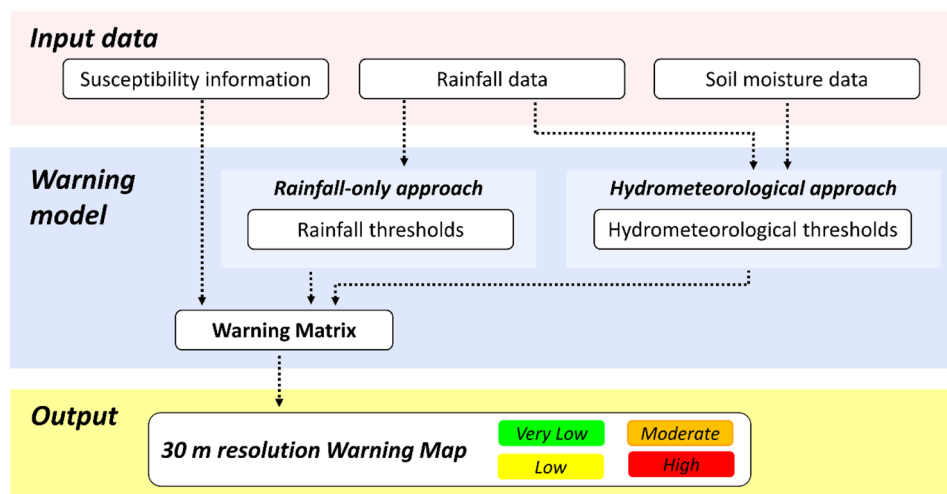 Input data
Susceptibility information
Rainfall data
Soil moisture data
Warning
model
Rainfall-only approach
Rainfall thresholds
Hydrometeorological approach
Hydrometeorological thresholds
Warning Matrix
Output
30 m resolution Warning Map
Very Low
Moderate
Low
High